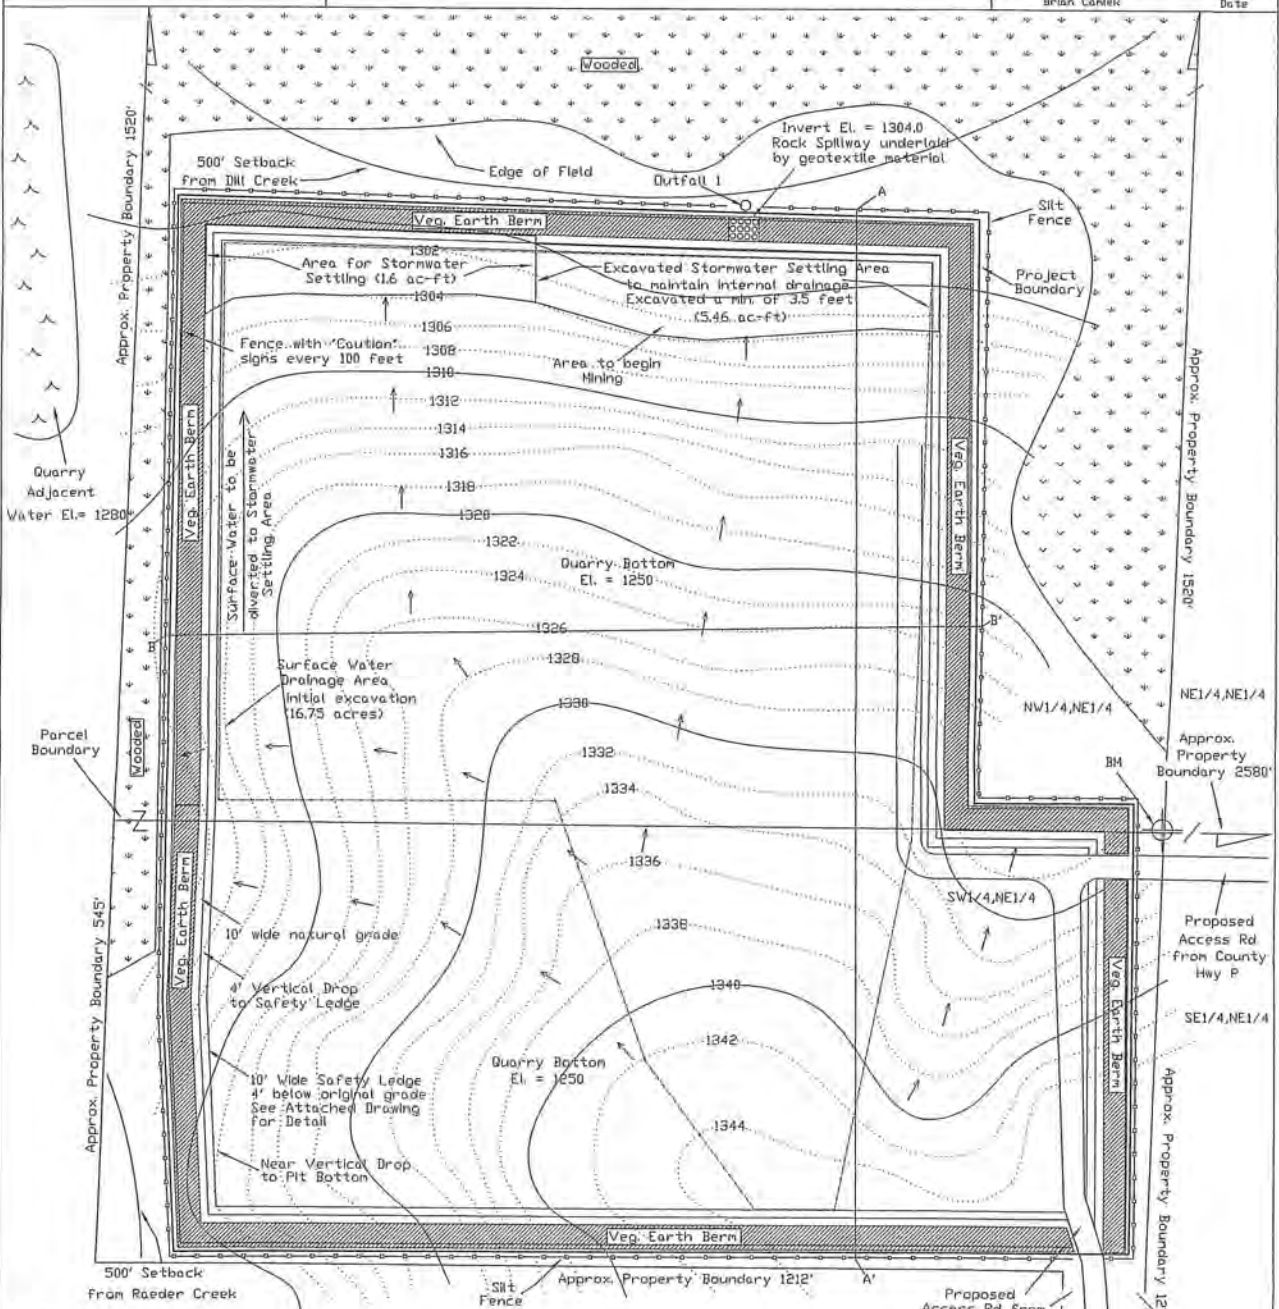 Brian Caniek
Date
Wooded
Approx. Property Boundary 1520'
Invert El. = 1304.0
Rock Spillway underlaid
by geotextile material
500' Setback
from Dill Creek
Edge of Field
Outfall 1
A
Silt
Fence
Veg. Earth Berm
1302
Area for Stormwater
Settling (1.6 ac-ft)
Excavated Stormwater Settling Area
to maintain internal drainage
Excavated a min. of 3.5 feet
(5.46 ac-ft)
Project
Boundary
1304
1306
Fence with 'Caution'
signs every 100 feet
1308
Area to begin
Mining
1310
1312
1314
1316
1318
1320
1322
1324
1326
1328
1330
1332
1334
1336
1338
1340
1342
1344
Approx. Property Boundary 1520'
Veg. Earth Berm
Veg. Earth Berm
Quarry
Adjacent
Water El.= 1280
Surface Water to be
diverted to Stormwater
Settling Area
Quarry Bottom
El. = 1250
B
B'
Surface Water
Drainage Area
Initial excavation
(16.75 acres)
NE1/4,NE1/4
NW1/4,NE1/4
Parcel
Boundary
Wooded
BM
Approx.
Property
Boundary 2580'
SW1/4,NE1/4
Veg. Earth Berm
10' wide natural grade
Proposed
Access Rd
from County
Hwy P
4' Vertical Drop
to Safety Ledge
Approx. Property Boundary 545'
SE1/4,NE1/4
Veg. Earth Berm
Quarry Bottom
El. = 1250
10' Wide Safety Ledge
4' below original grade
See Attached Drawing
for Detail
Near Vertical Drop
to Pit Bottom
Approx. Property Boundary 12
Veg. Earth Berm
500' Setback
from Raeder Creek
Silt
Fence
Approx. Property Boundary 1212'
A'
Proposed
Access Rd from